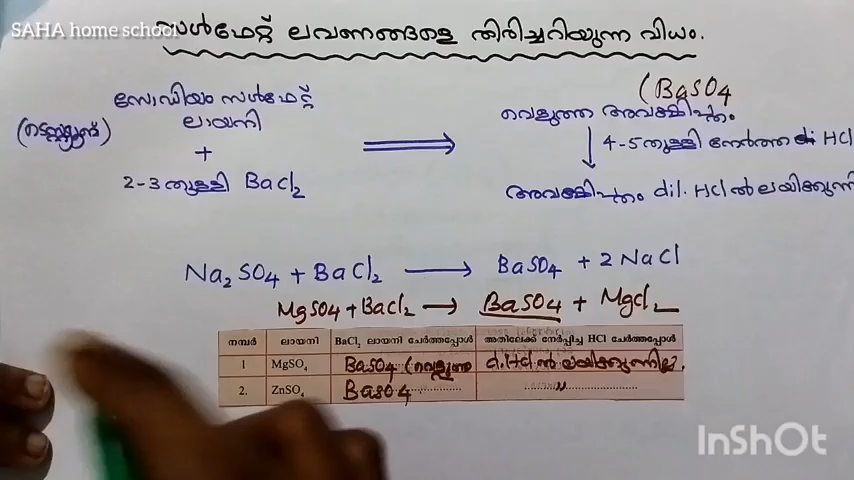 SAHA home school
സൾഫേറ്റ് ലവണങ്ങളെ തിരിച്ചറിയുന്ന വിധം.
സോഡിയം സൾഫേറ്റ് ലായനി
+
2-3 തുള്ളി BaCl₂
(BaSO4
വെളുത്ത അവക്ഷിപ്തം
4-5 തുള്ളി നേർത്ത HCl
അവക്ഷിപ്തം dil. HCl ൽ ലയിക്കുന്നി
Na₂SO₄ + BaCl₂ ⟶ BaSO₄ + 2 NaCl
MgSO₄ + BaCl₂ ⟶ BaSO4 + MgCl₂
നമ്പർ ലായനി BaCl₂ ലായനി ചേർത്തപ്പോൾ അതിലേക്ക് നേർപ്പിച്ച HCl ചേർത്തപ്പോൾ
1 MgSO₄ BaSO₄ (വെളുത്ത d. HCl ൽ ലയിക്കുന്നില്ല.
2. ZnSO₄ BaSO4 ........,,........
InShOt